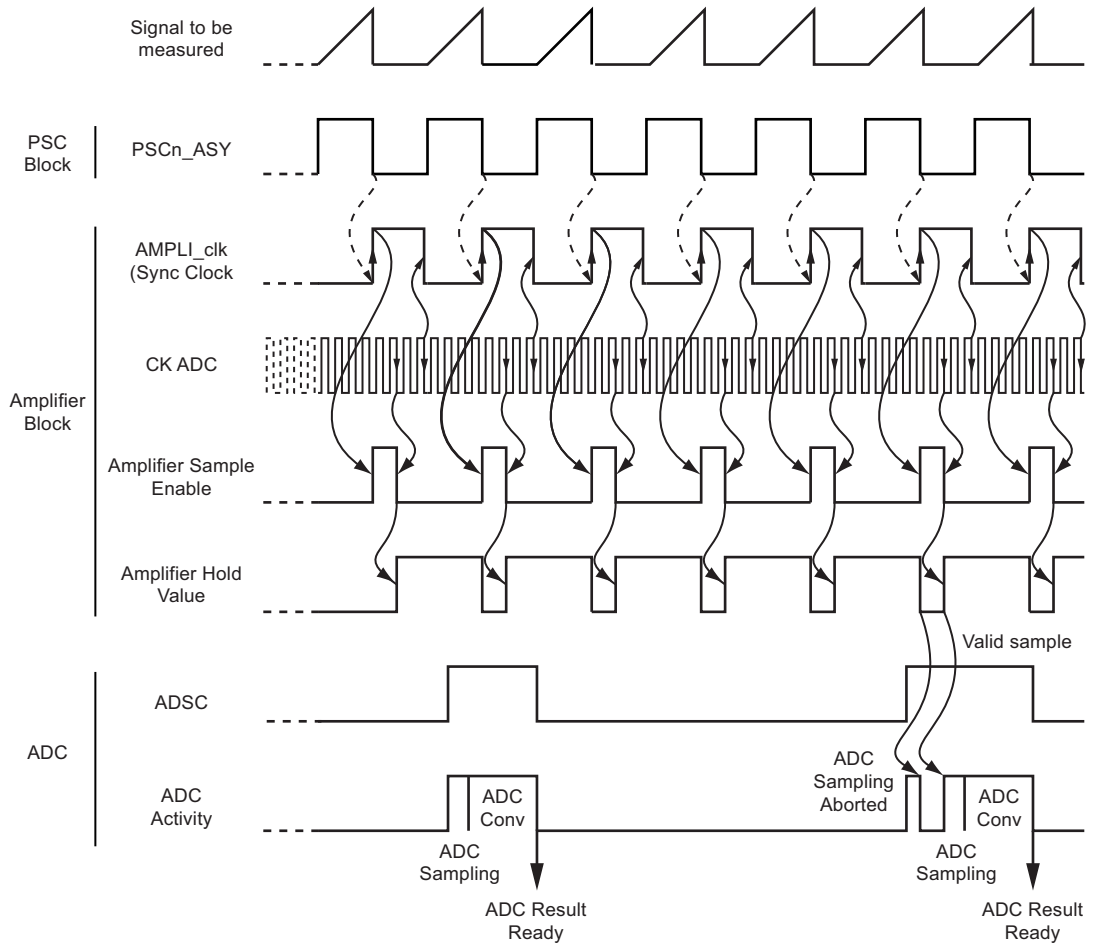 Signal to be
measured
PSC
Block
PSCn_ASY
AMPLI_clk
(Sync Clock
CK ADC
Amplifier
Block
Amplifier Sample
Enable
Amplifier Hold
Value
Valid sample
ADSC
ADC
ADC
Sampling
Aborted
ADC
Activity
ADC
Conv
ADC
Conv
ADC
Sampling
ADC
Sampling
ADC Result
Ready
ADC Result
Ready